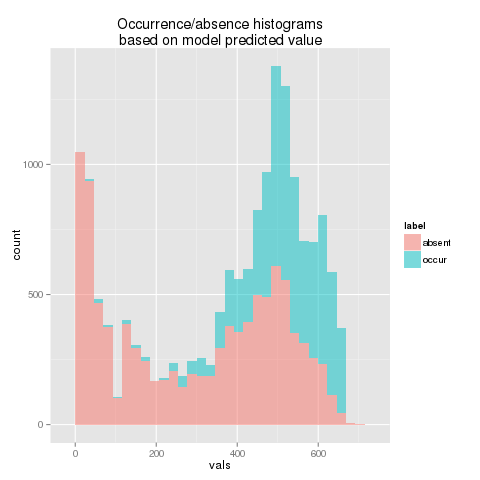 Occurrence/absence histograms
based on model predicted value
1000
500
0
count
0 200 400 600
vals
label
absent
occur